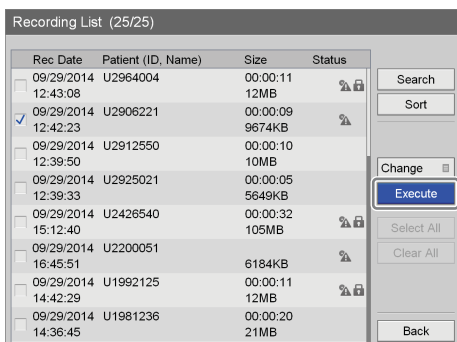 Recording List (25/25)
Rec Date Patient (ID, Name) Size Status
09/29/2014 U2964004 00:00:11
12:43:08 12MB
09/29/2014 U2906221 00:00:09
12:42:23 9674KB
09/29/2014 U2912550 00:00:10
12:39:50 10MB
09/29/2014 U2925021 00:00:05
12:39:33 5649KB
09/29/2014 U2426540 00:00:32
15:12:40 105MB
09/29/2014 U2200051
16:45:51 6184KB
09/29/2014 U1992125 00:00:11
14:42:29 12MB
09/29/2014 U1981236 00:00:20
14:36:45 21MB
Search
Sort
Change
Execute
Select All
Clear All
Back